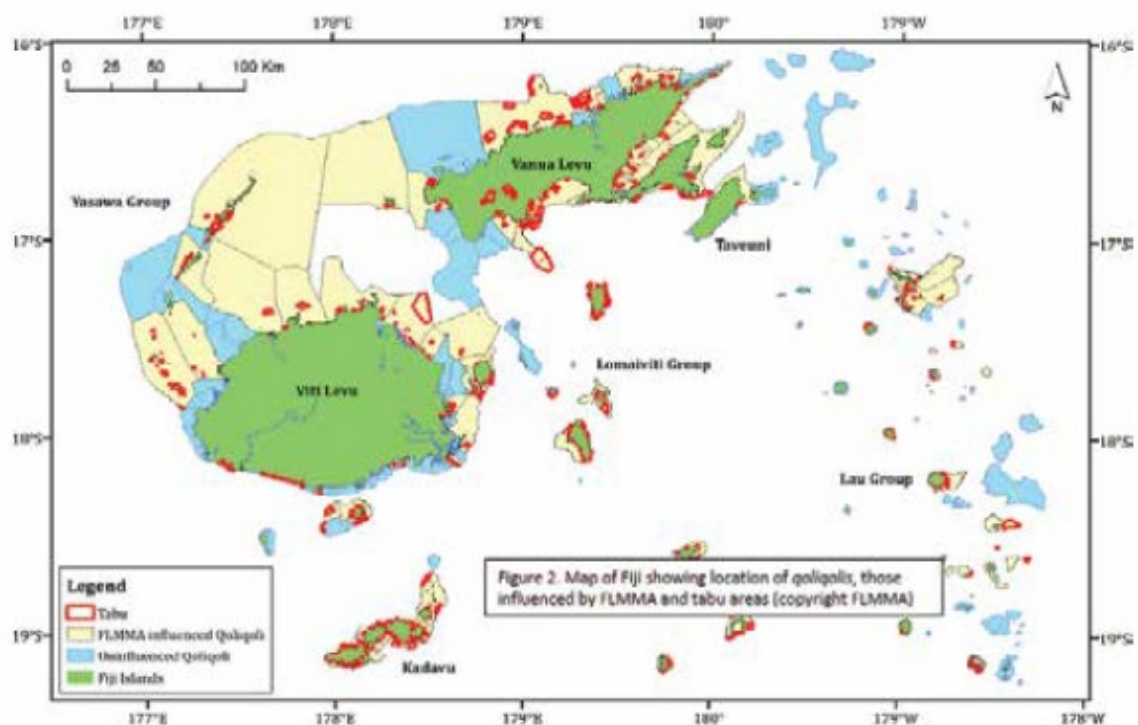 177°E 178°E 179°E 180° 179°W
16°S 16°S
0 25 50 100 Km
N
Vanua Levu
Yasawa Group
17°S 17°S
Taveuni
Lomaiviti Group
Viti Levu
18°S 18°S
Lau Group
Legend
Tabu
FLMMA influenced Qoliqoli
Uninfluenced Qoliqoli
Fiji Islands
Figure 2. Map of Fiji showing location of qoliqolis, those
influenced by FLMMA and tabu areas (copyright FLMMA)
19°S 19°S
Kadavu
177°E 178°E 179°E 180° 179°W 178°W